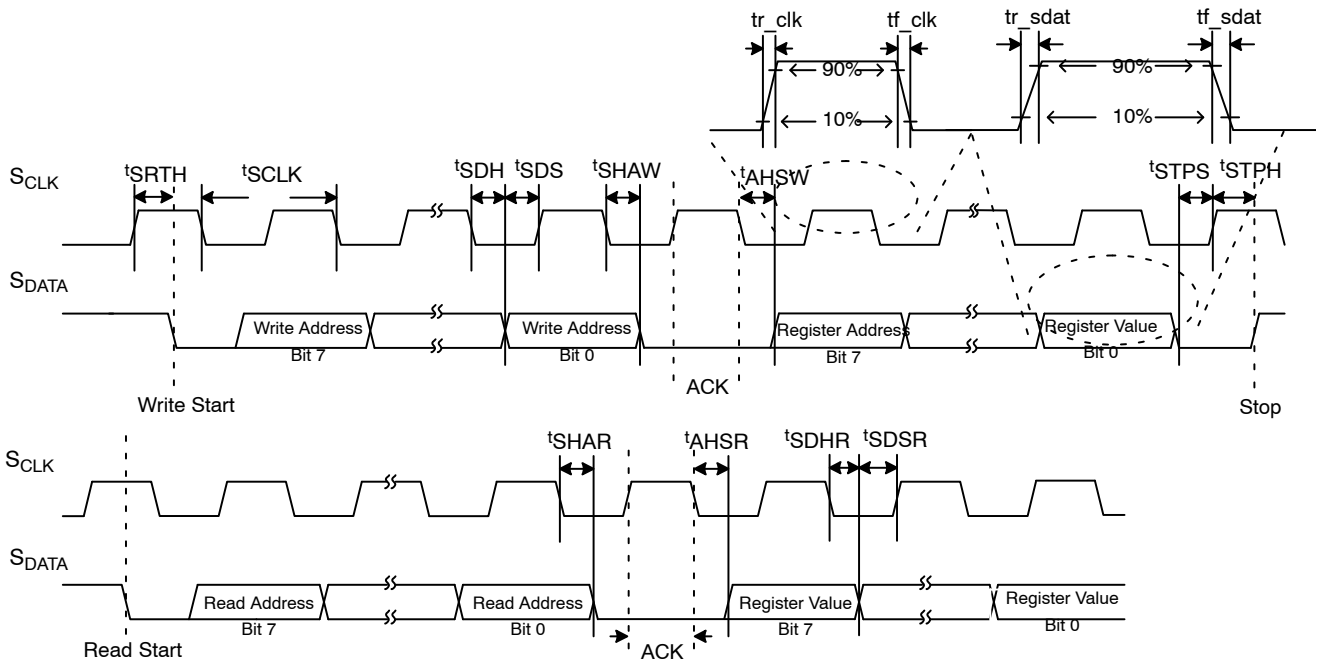 tr_clk tf_clk tr_sdat tf_sdat
90% 90%
10% 10%
SCLK tSRTH tSCLK tSDH tSDS tSHAW tAHSW tSTPS tSTPH
SDATA
Write Address Write Address Register Address Register Value
Bit 7 Bit 0 Bit 7 Bit 0
Write Start ACK Stop
SCLK tSHAR tAHSR tSDHR tSDSR
SDATA
Read Address Read Address Register Value Register Value
Bit 7 Bit 0 Bit 7 Bit 0
Read Start ACK